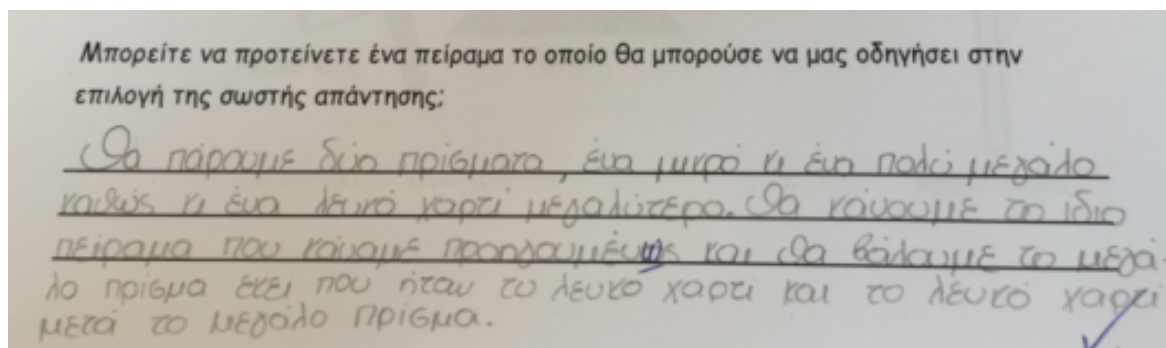 Μπορείτε να προτείνετε ένα πείραμα το οποίο θα μπορούσε να μας οδηγήσει στην
επιλογή της σωστής απάντησης;
Θα πάρουμε δύο πρίσματα, ένα μικρό κι ένα πολύ μεγάλο
καθώς κι ένα λευκό χαρτί μεγαλύτερο. Θα κάνουμε το ίδιο
πείραμα που κάναμε προηγουμένως και θα βάλουμε το μεγά-
λο πρίσμα εκει που ήταν το λευκό χαρτι και το λευκό χαρτί
μετά το μεγάλο πρίσμα.